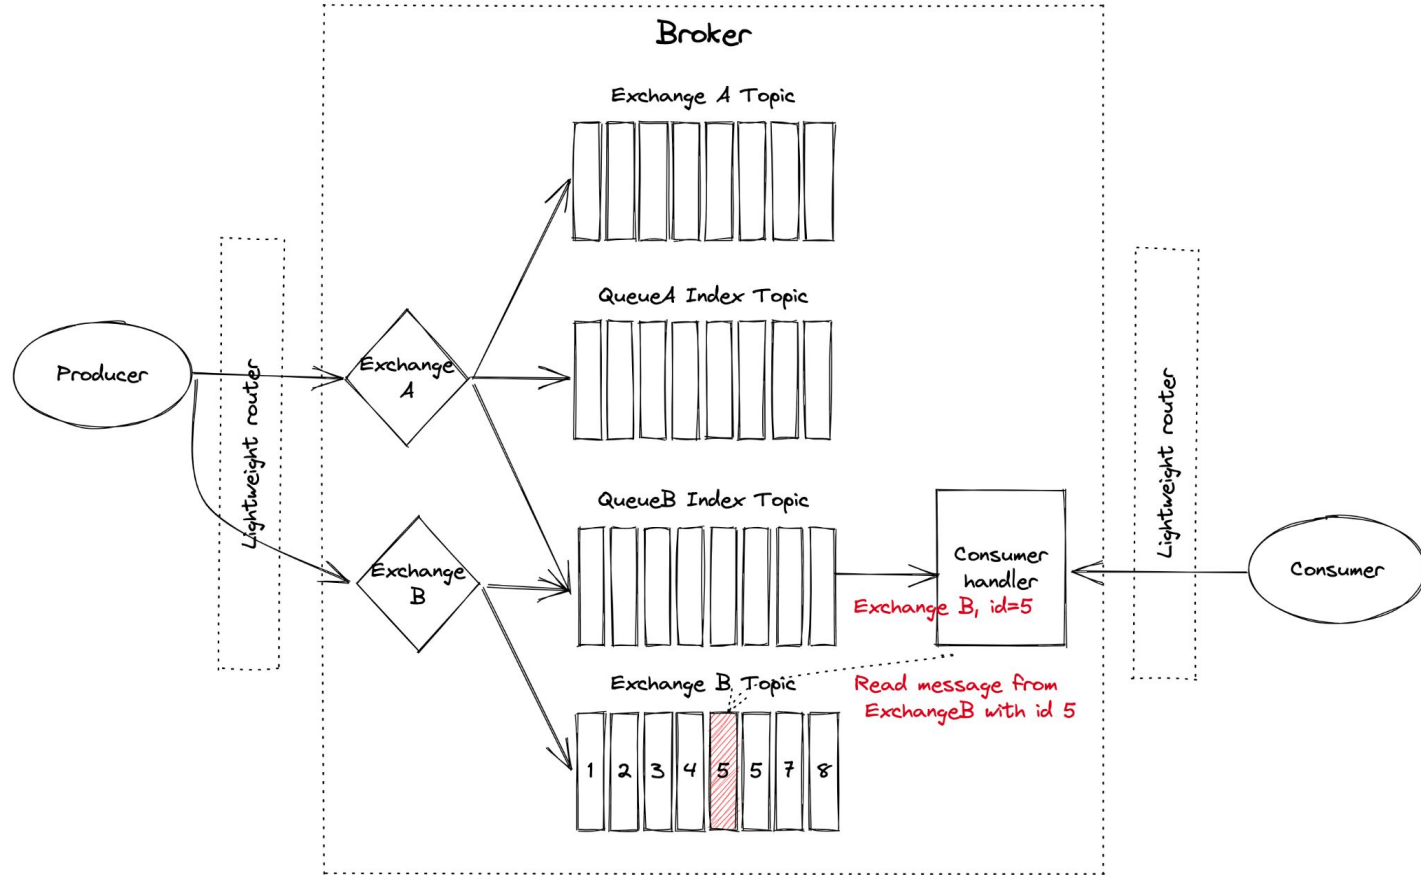 Broker
Exchange A Topic
QueueA Index Topic
Producer
Lightweight router
Exchange
A
QueueB Index Topic
Exchange
B
Consumer
handler
Exchange B, id=5
Lightweight router
Consumer
Exchange B Topic
Read message from
ExchangeB with id 5
1 2 3 4 5 5 7 8